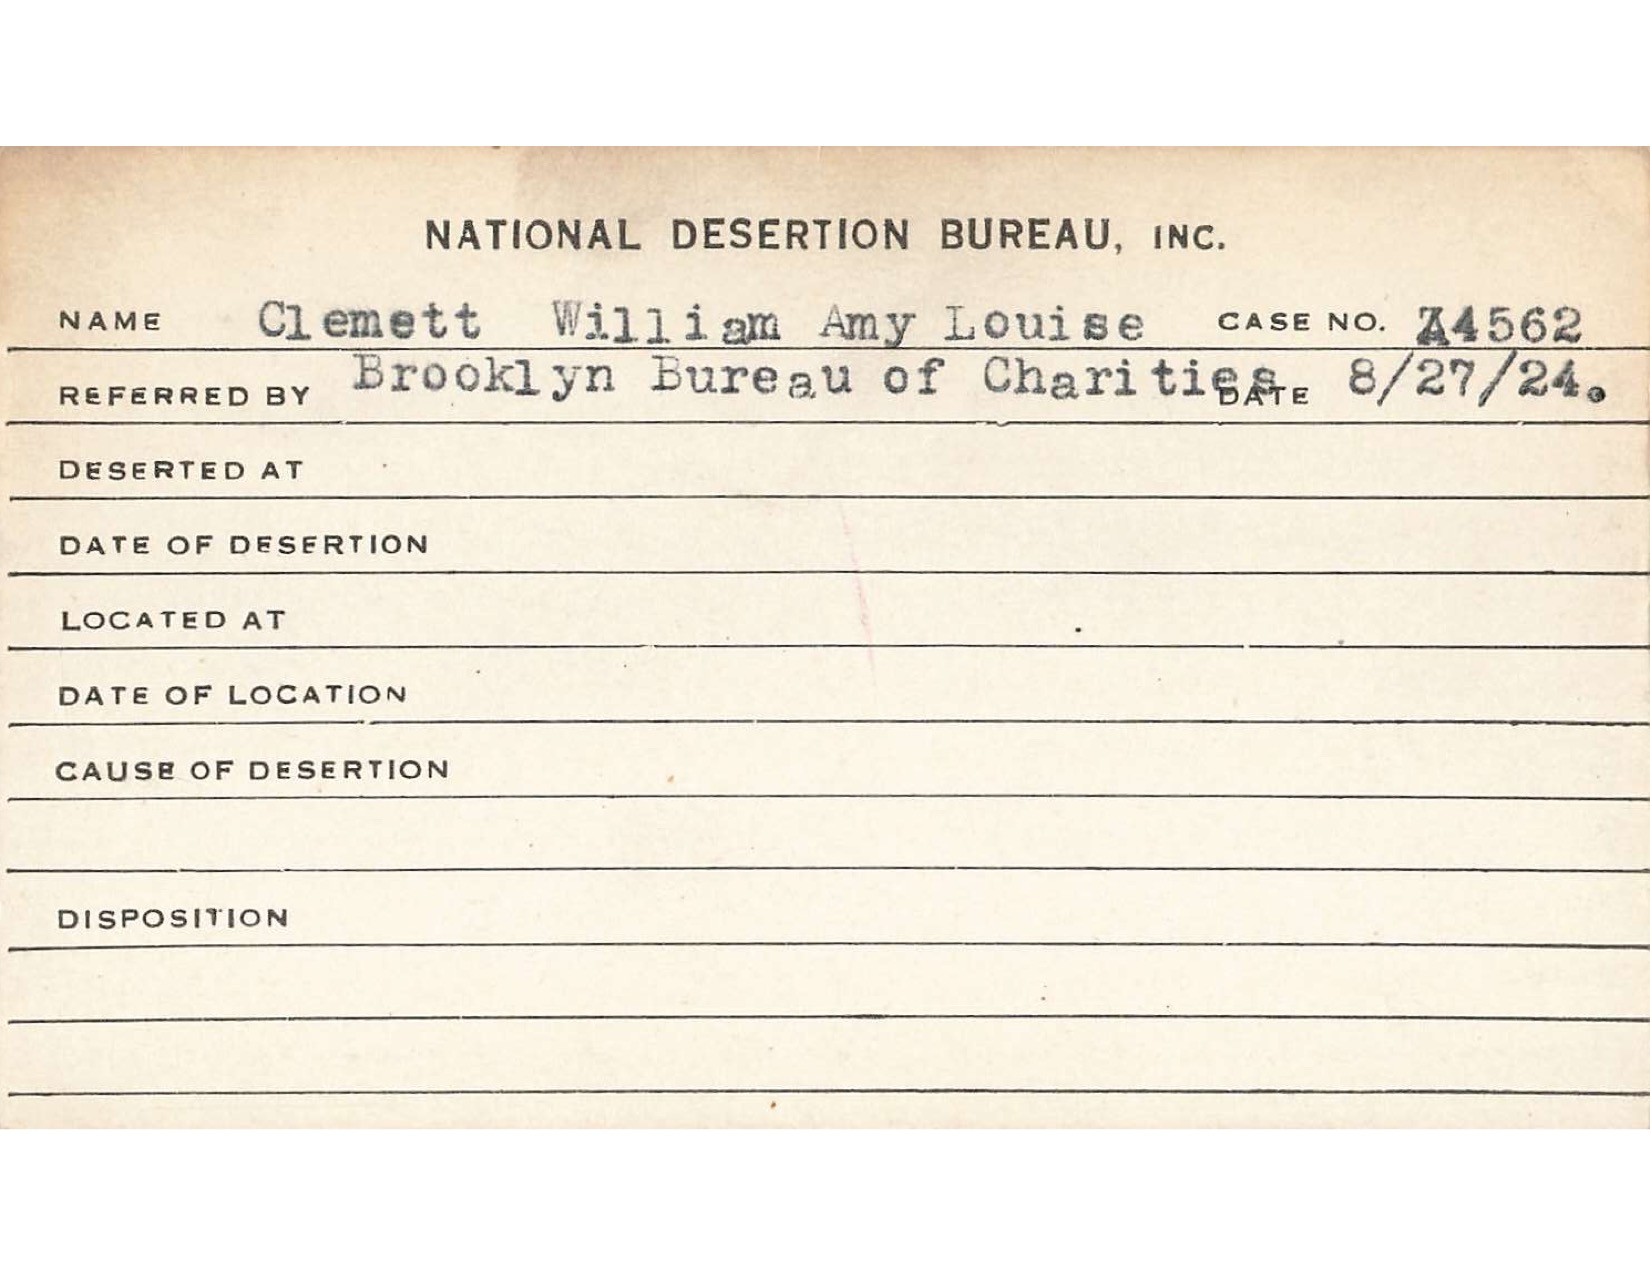 NATIONAL DESERTION BUREAU, INC.
NAME Clemett William Amy Louise CASE NO. A4562
REFERRED BY Brooklyn Bureau of Charities DATE 8/27/24.
DESERTED AT
DATE OF DESERTION
LOCATED AT
DATE OF LOCATION
CAUSE OF DESERTION
DISPOSITION